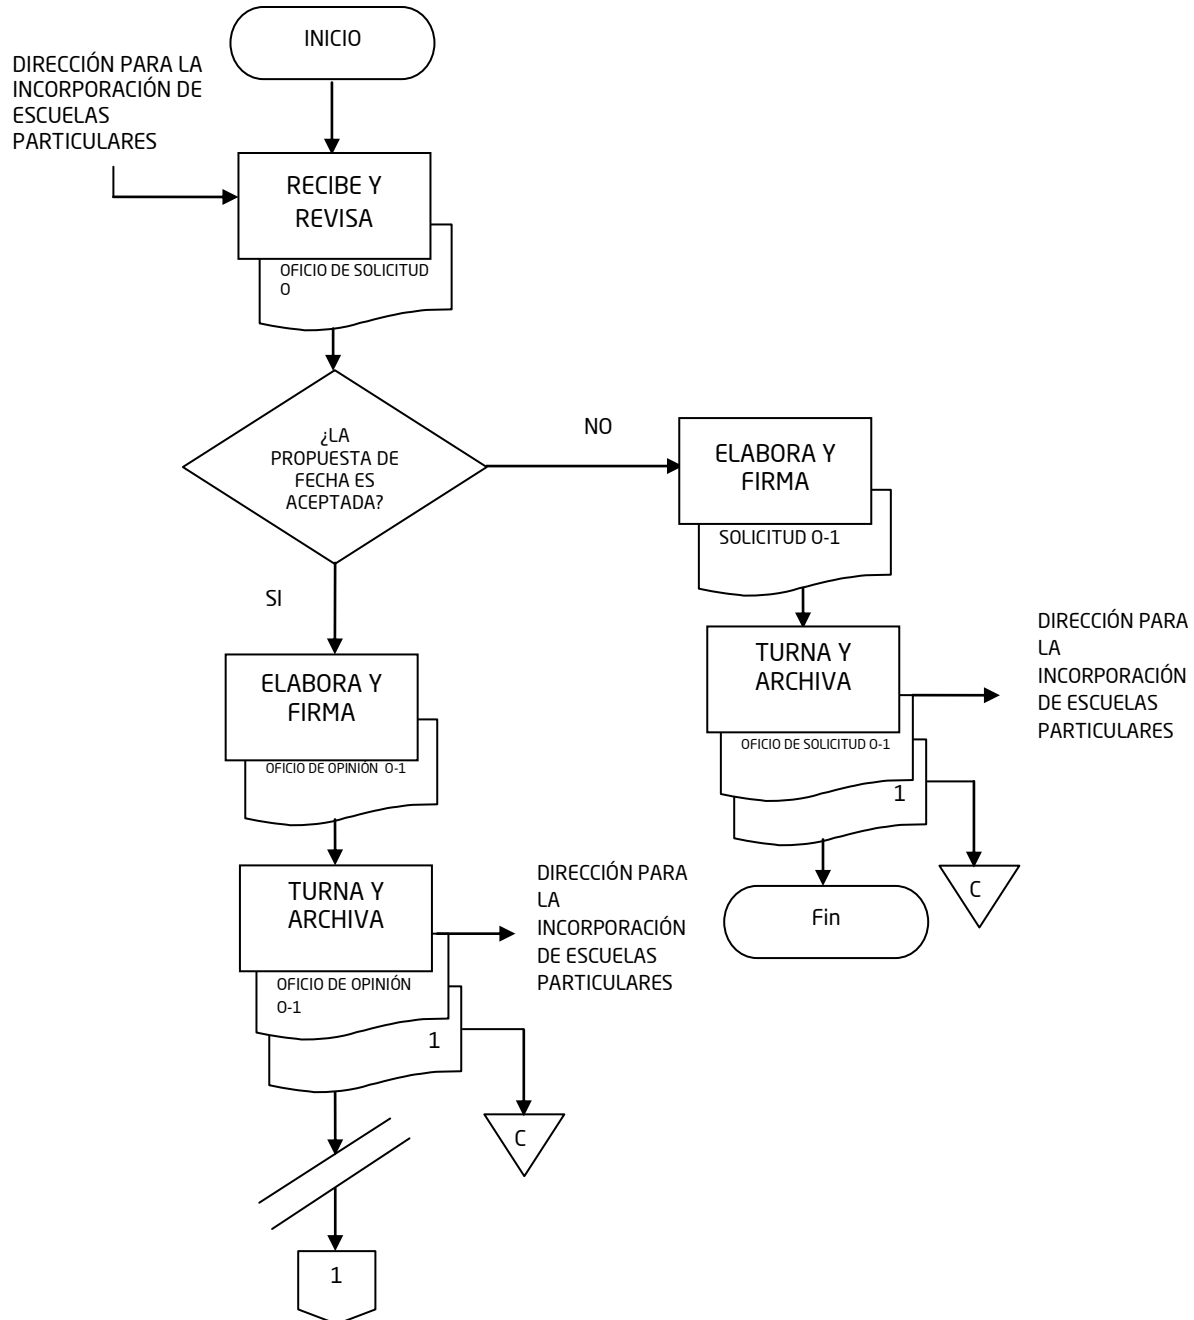 INICIO
DIRECCIÓN PARA LA
INCORPORACIÓN DE
ESCUELAS
PARTICULARES
RECIBE Y
REVISA
OFICIO DE SOLICITUD
O
¿LA
PROPUESTA DE
FECHA ES
ACEPTADA?
NO
ELABORA Y
FIRMA
SOLICITUD O-1
TURNA Y
ARCHIVA
OFICIO DE SOLICITUD O-1
1
DIRECCIÓN PARA
LA
INCORPORACIÓN
DE ESCUELAS
PARTICULARES
C
Fin
SI
ELABORA Y
FIRMA
OFICIO DE OPINIÓN O-1
TURNA Y
ARCHIVA
OFICIO DE OPINIÓN
O-1
1
DIRECCIÓN PARA
LA
INCORPORACIÓN
DE ESCUELAS
PARTICULARES
C
1